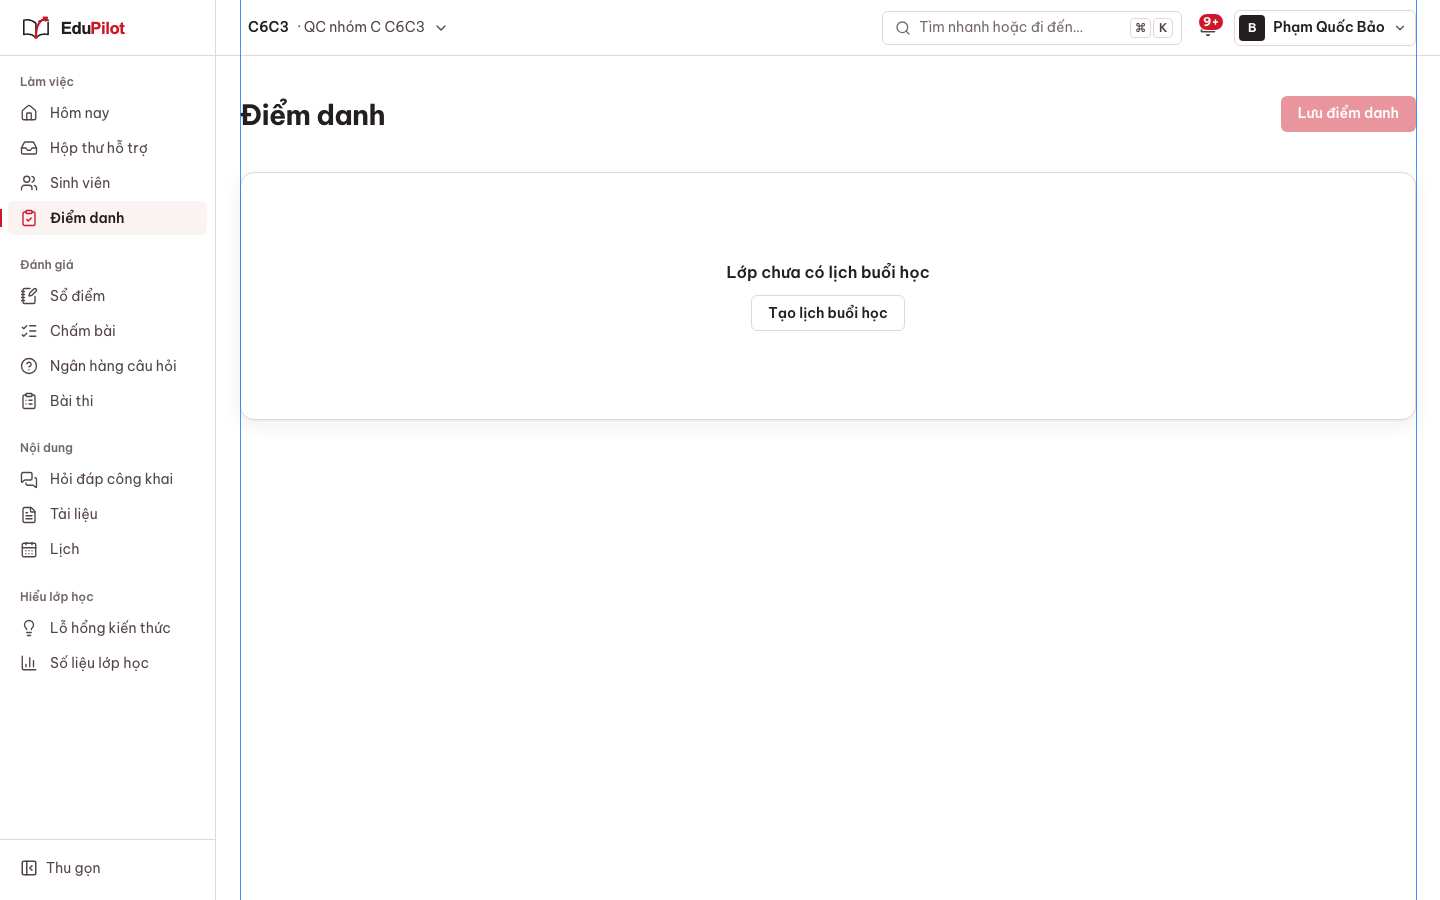 EduPilot
C6C3 · QC nhóm C C6C3
Tìm nhanh hoặc đi đến... ⌘ K
9+
B Phạm Quốc Bảo
Làm việc
Hôm nay
Hộp thư hỗ trợ
Sinh viên
Điểm danh
Đánh giá
Sổ điểm
Chấm bài
Ngân hàng câu hỏi
Bài thi
Nội dung
Hỏi đáp công khai
Tài liệu
Lịch
Hiểu lớp học
Lỗ hổng kiến thức
Số liệu lớp học
Thu gọn
Điểm danh
Lưu điểm danh
Lớp chưa có lịch buổi học
Tạo lịch buổi học